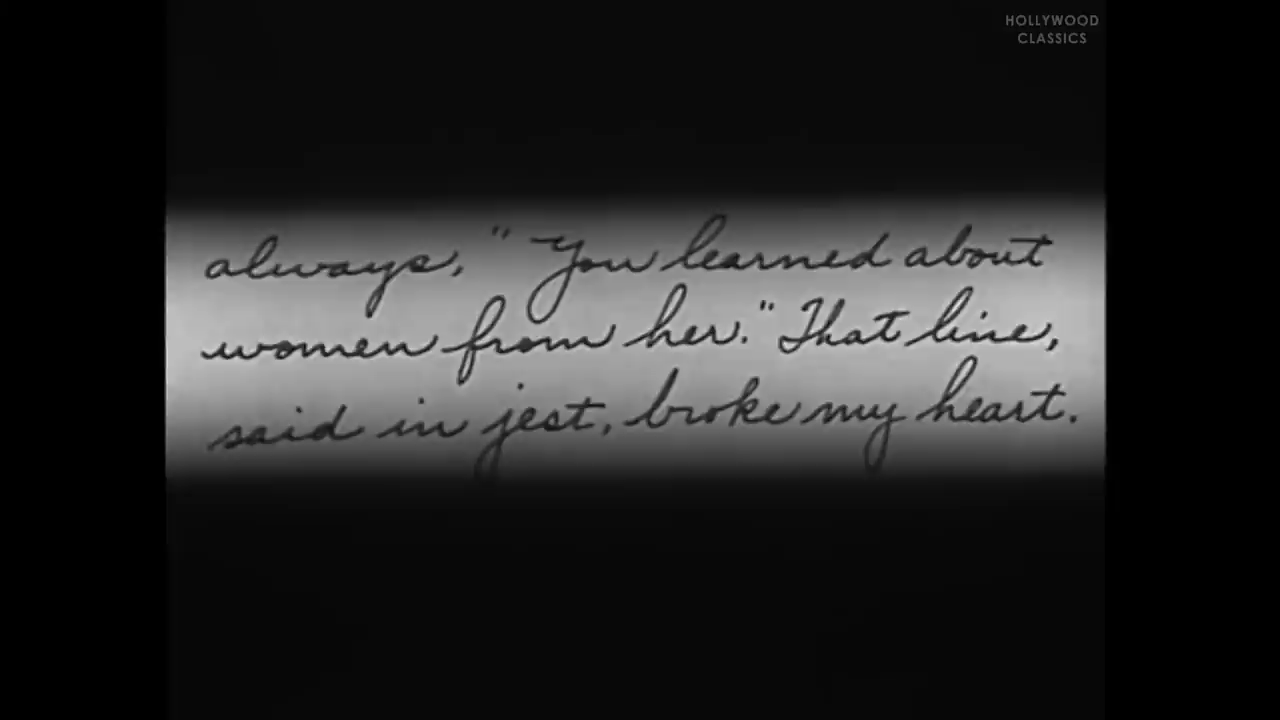 HOLLYWOOD
CLASSICS
always, "You learned about
women from her." That line,
said in jest, broke my heart.